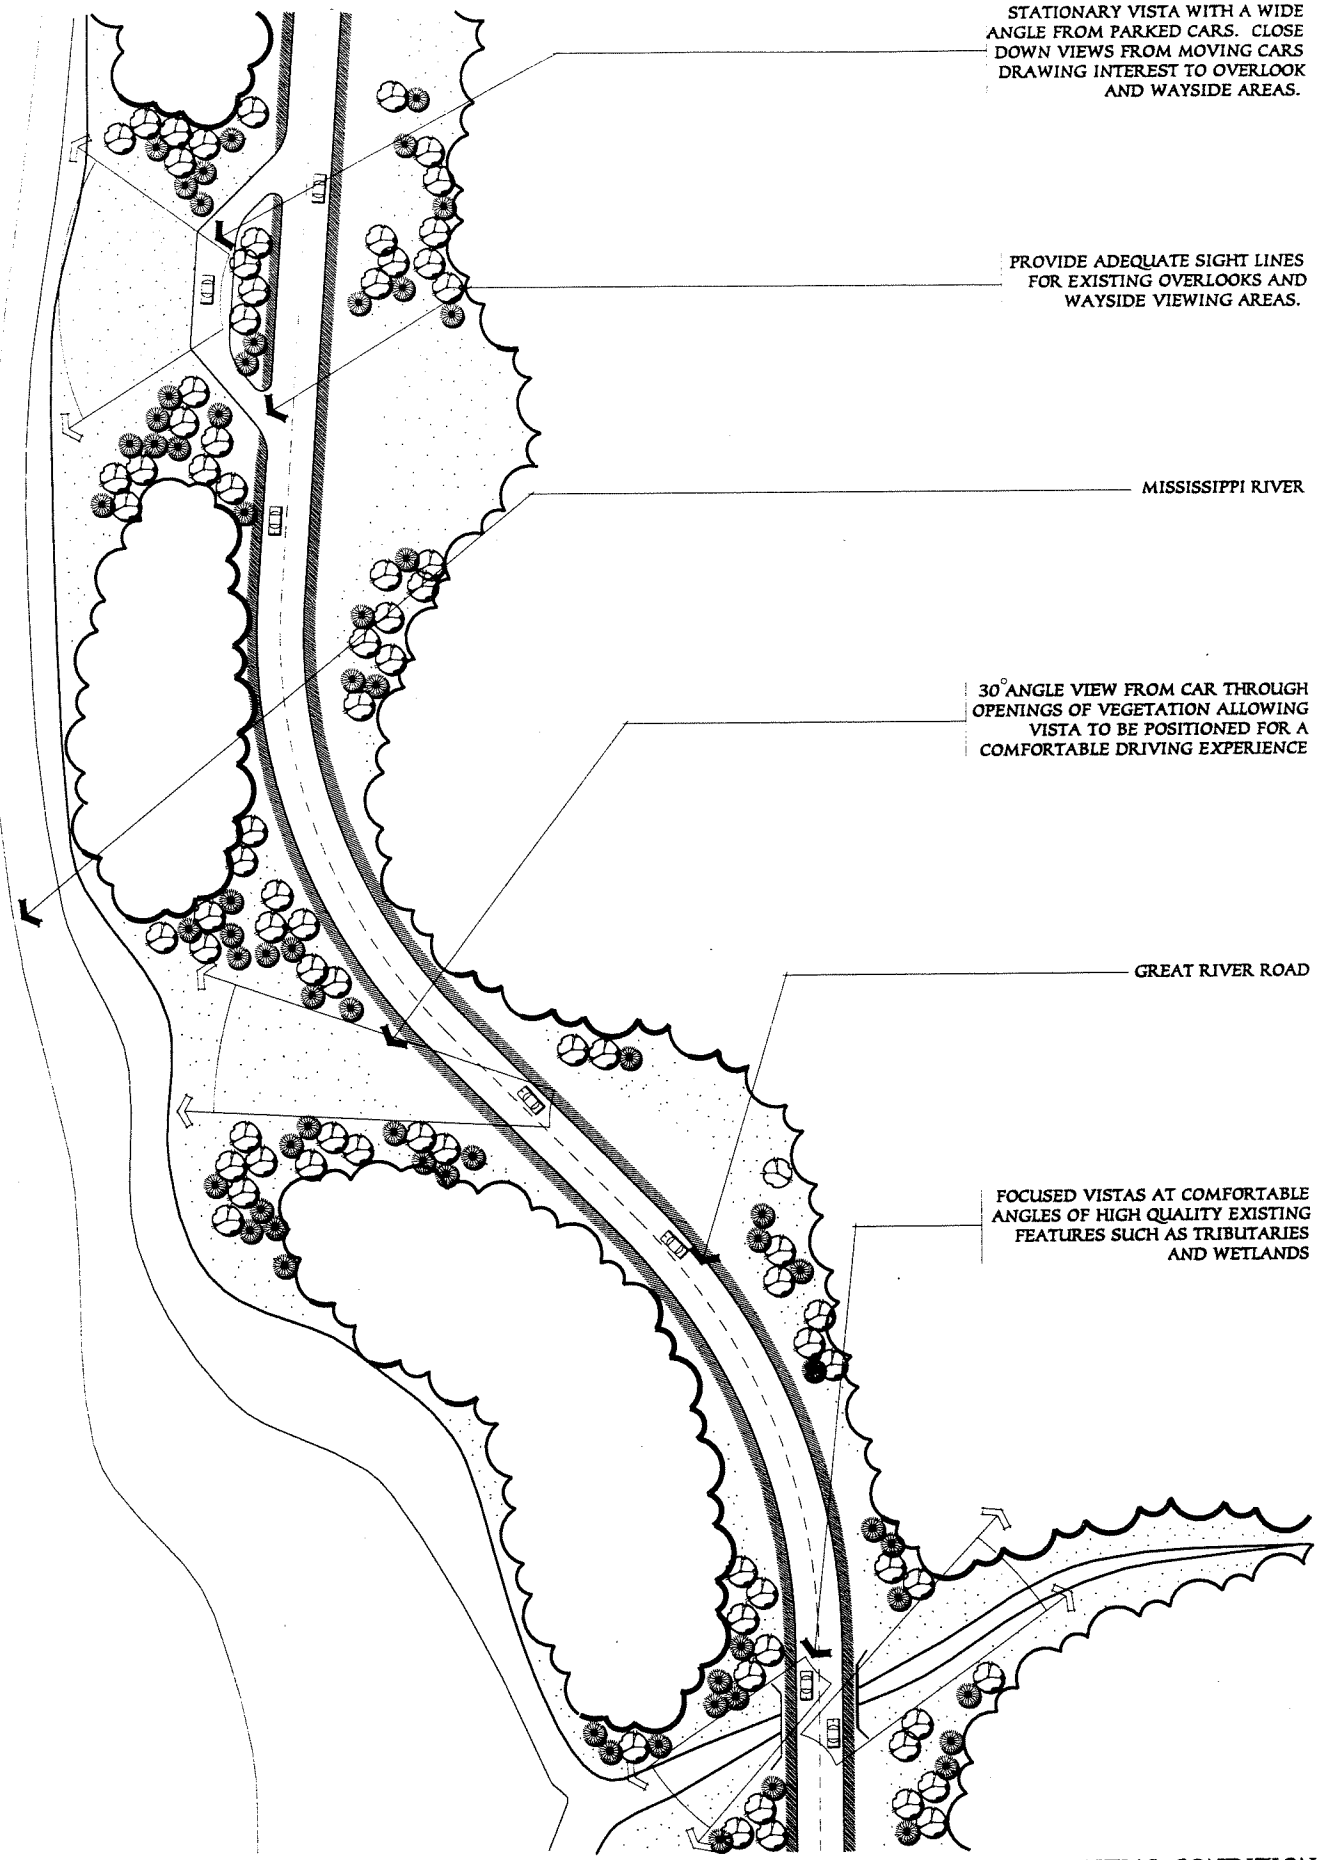 STATIONARY VISTA WITH A WIDE
ANGLE FROM PARKED CARS. CLOSE
DOWN VIEWS FROM MOVING CARS
DRAWING INTEREST TO OVERLOOK
AND WAYSIDE AREAS.
PROVIDE ADEQUATE SIGHT LINES
FOR EXISTING OVERLOOKS AND
WAYSIDE VIEWING AREAS.
MISSISSIPPI RIVER
30° ANGLE VIEW FROM CAR THROUGH
OPENINGS OF VEGETATION ALLOWING
VISTA TO BE POSITIONED FOR A
COMFORTABLE DRIVING EXPERIENCE
GREAT RIVER ROAD
FOCUSED VISTAS AT COMFORTABLE
ANGLES OF HIGH QUALITY EXISTING
FEATURES SUCH AS TRIBUTARIES
AND WETLANDS